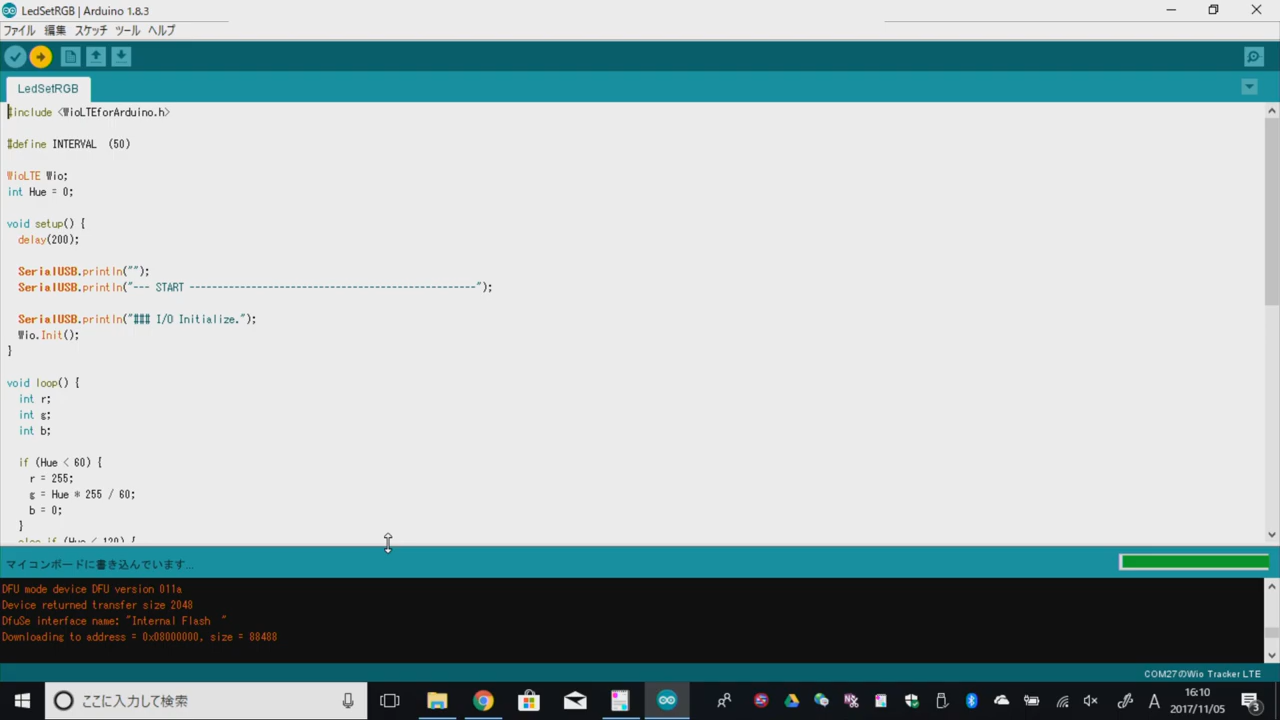 LedSetRGB | Arduino 1.8.3
ファイル 編集 スケッチ ツール ヘルプ
LedSetRGB
#include <WioLTEforArduino.h>
#define INTERVAL  (50)
WioLTE Wio;
int Hue = 0;
void setup() {
  delay(200);
  SerialUSB.println("");
  SerialUSB.println("--- START ---------------------------------------------------");
  SerialUSB.println("### I/O Initialize.");
  Wio.Init();
}
void loop() {
  int r;
  int g;
  int b;
  if (Hue < 60) {
    r = 255;
    g = Hue * 255 / 60;
    b = 0;
  }
  else if (Hue < 120) {
マイコンボードに書き込んでいます...
DFU mode device DFU version 011a
Device returned transfer size 2048
DfuSe interface name: "Internal Flash  "
Downloading to address = 0x08000000, size = 88488
COM27のWio Tracker LTE
ここに入力して検索
A
16:10
2017/11/05
3